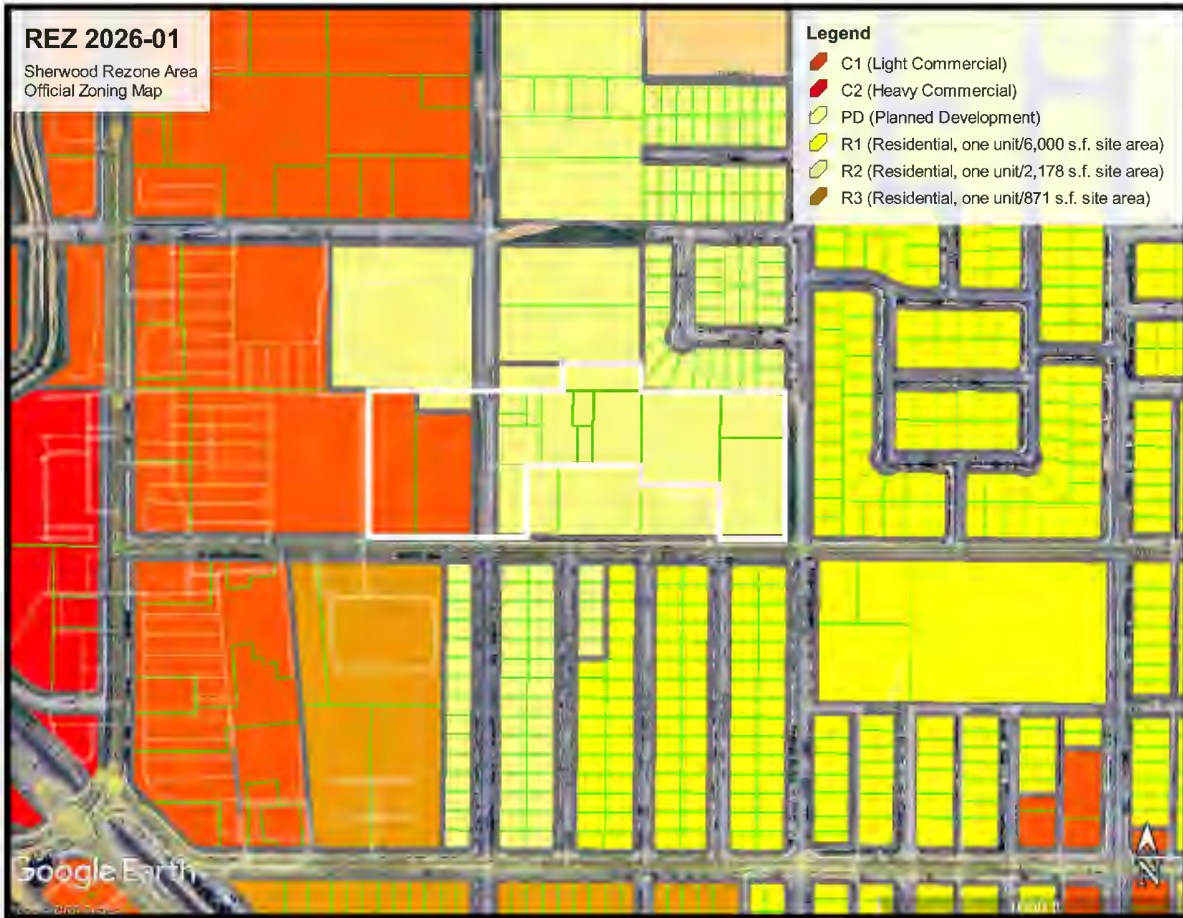 REZ 2026-01
Sherwood Rezone Area
Official Zoning Map
Legend
C1 (Light Commercial)
C2 (Heavy Commercial)
PD (Planned Development)
R1 (Residential, one unit/6,000 s.f. site area)
R2 (Residential, one unit/2,178 s.f. site area)
R3 (Residential, one unit/871 s.f. site area)
N
Google Earth